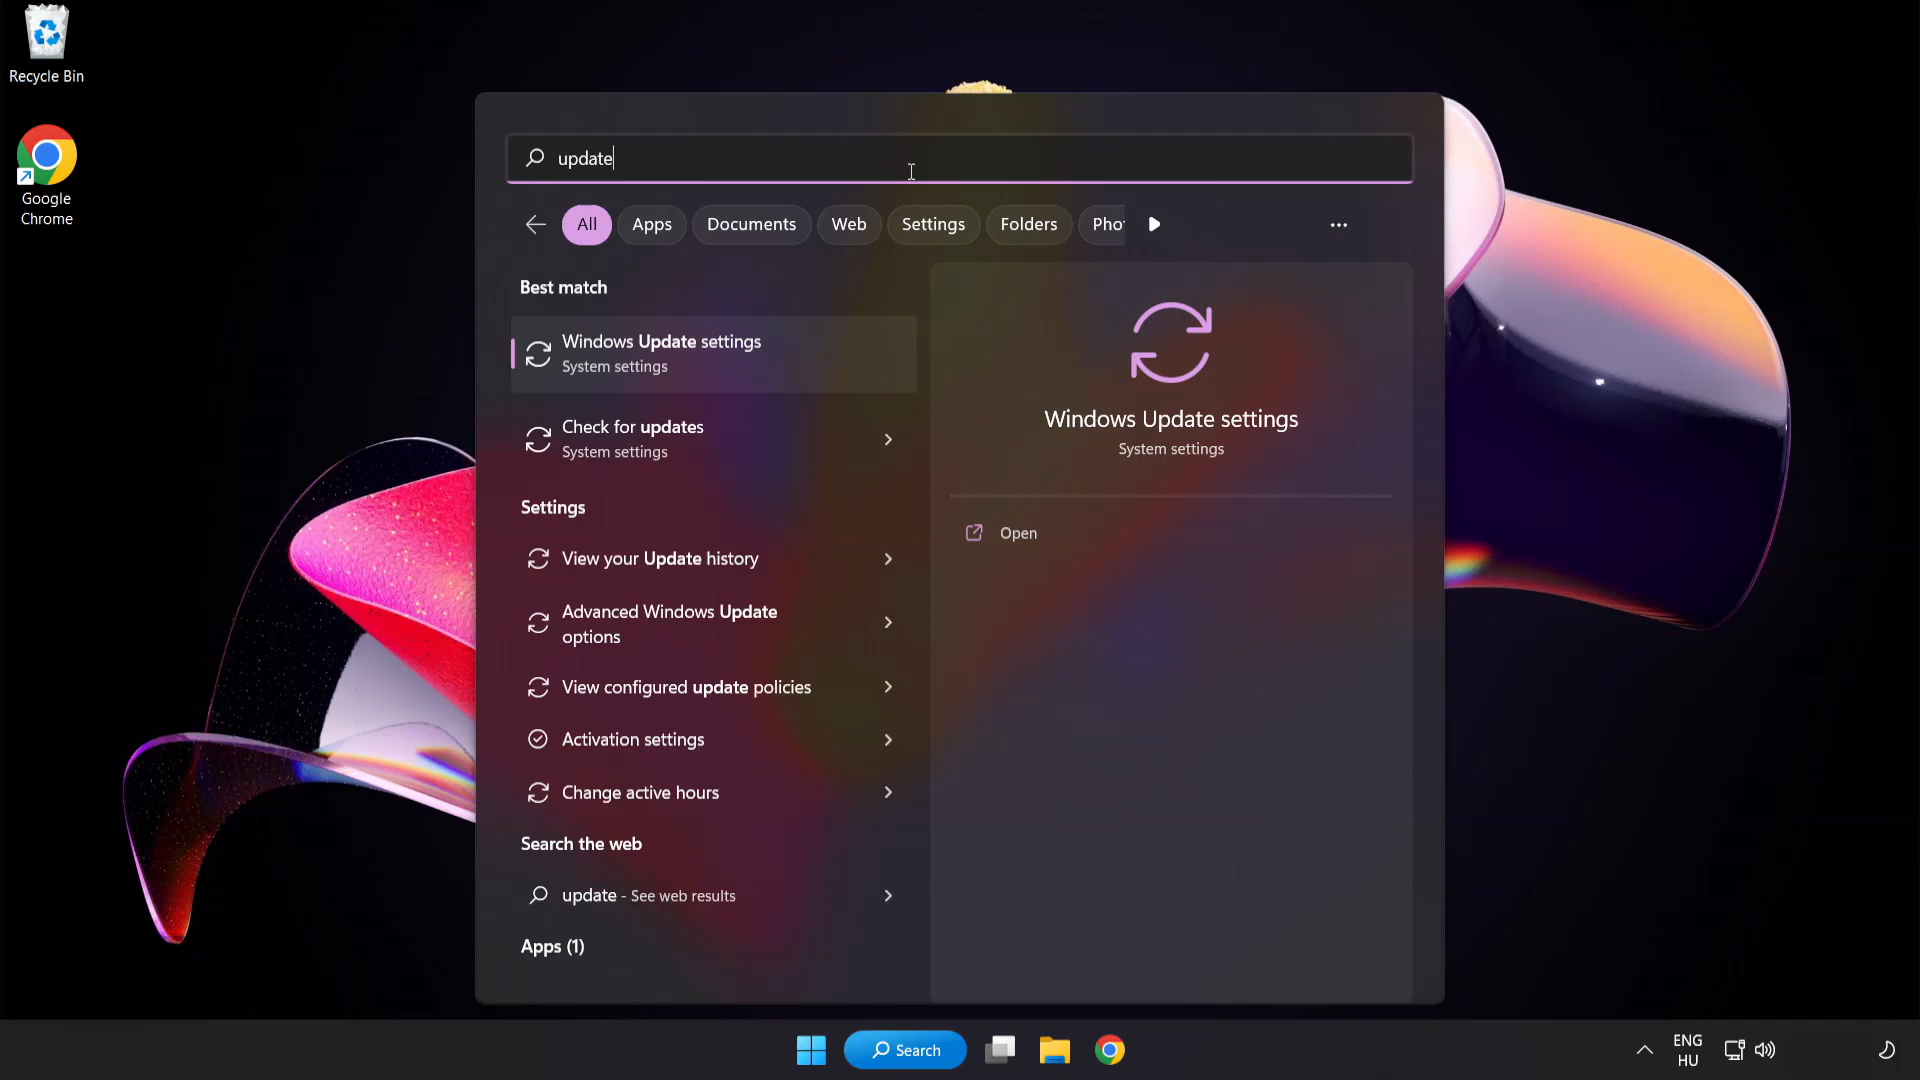 Recycle Bin
Google
Chrome
update
All
Apps
Documents
Web
Settings
Folders
Pho
Best match
Windows Update settings
System settings
Check for updates
System settings
Settings
View your Update history
Advanced Windows Update
options
View configured update policies
Activation settings
Change active hours
Search the web
update - See web results
Apps (1)
Windows Update settings
System settings
Open
Search
ENG
HU